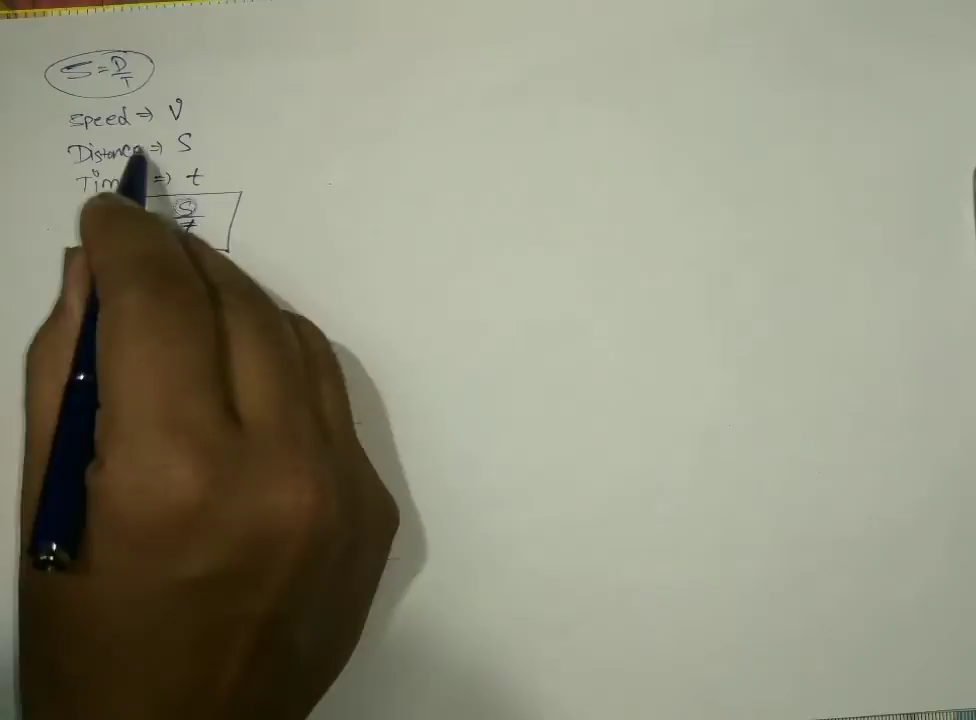 S = D/T
Speed ⇒ V
Distance ⇒ S
⇒ t
S/t